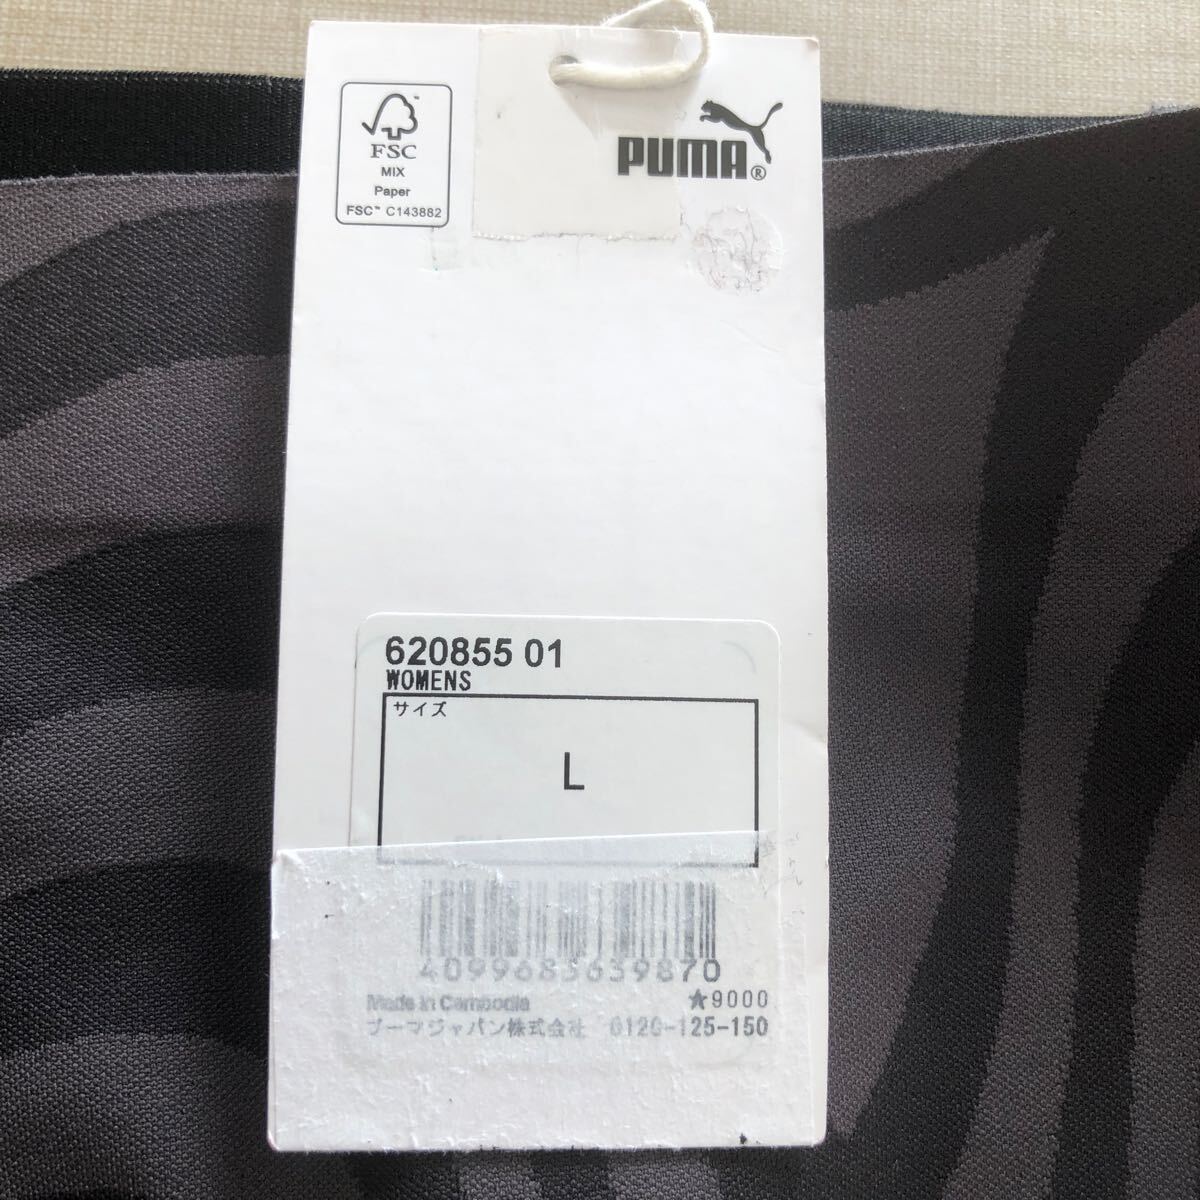 FSC
MIX
Paper
FSC™ C143882
PUMA®
620855 01
WOMENS
サイズ
L
4099685639870
Made in Cambodia
★9000
プーマジャパン株式会社 0120-125-150